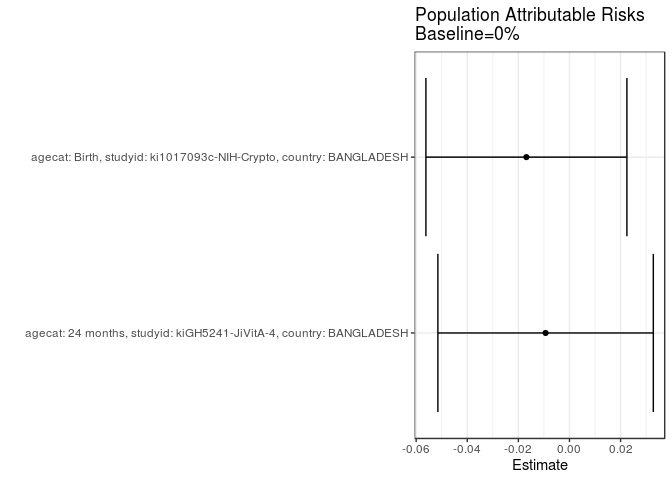 Population Attributable Risks
Baseline=0%
agecat: Birth, studyid: ki1017093c-NIH-Crypto, country: BANGLADESH
agecat: 24 months, studyid: kiGH5241-JiVitA-4, country: BANGLADESH
-0.06 -0.04 -0.02 0.00 0.02
Estimate